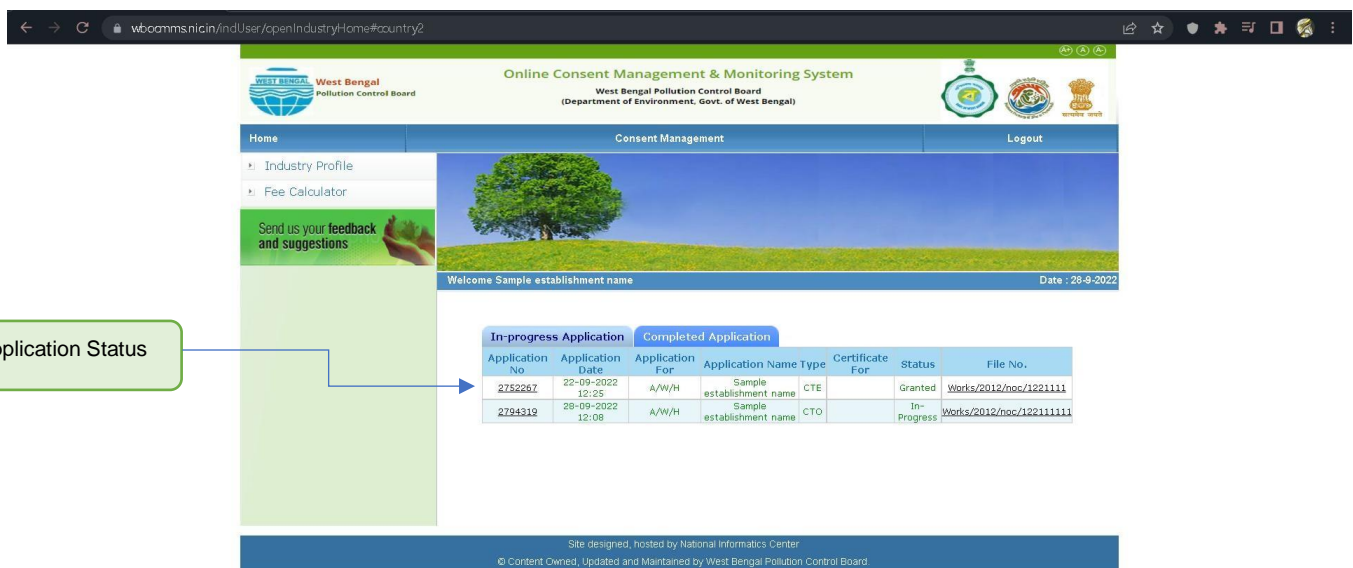 wbocmms.nic.in/indUser/openIndustryHome#country2
A+ A A-
WEST BENGAL
West Bengal
Pollution Control Board
Online Consent Management & Monitoring System
West Bengal Pollution Control Board
(Department of Environment, Govt. of West Bengal)
सत्यमेव जयते
Home Consent Management Logout
Industry Profile
Fee Calculator
Send us your feedback
and suggestions
Welcome Sample establishment name Date : 28-9-2022
plication Status
In-progress Application Completed Application
Application No Application Date Application For Application Name Type Certificate For Status File No.
2752267 22-09-2022 12:25 A/W/H Sample establishment name CTE Granted Works/2012/noc/1221111
2794319 28-09-2022 12:08 A/W/H Sample establishment name CTO In-Progress Works/2012/noc/122111111
Site designed, hosted by National Informatics Center
© Content Owned, Updated and Maintained by West Bengal Pollution Control Board.